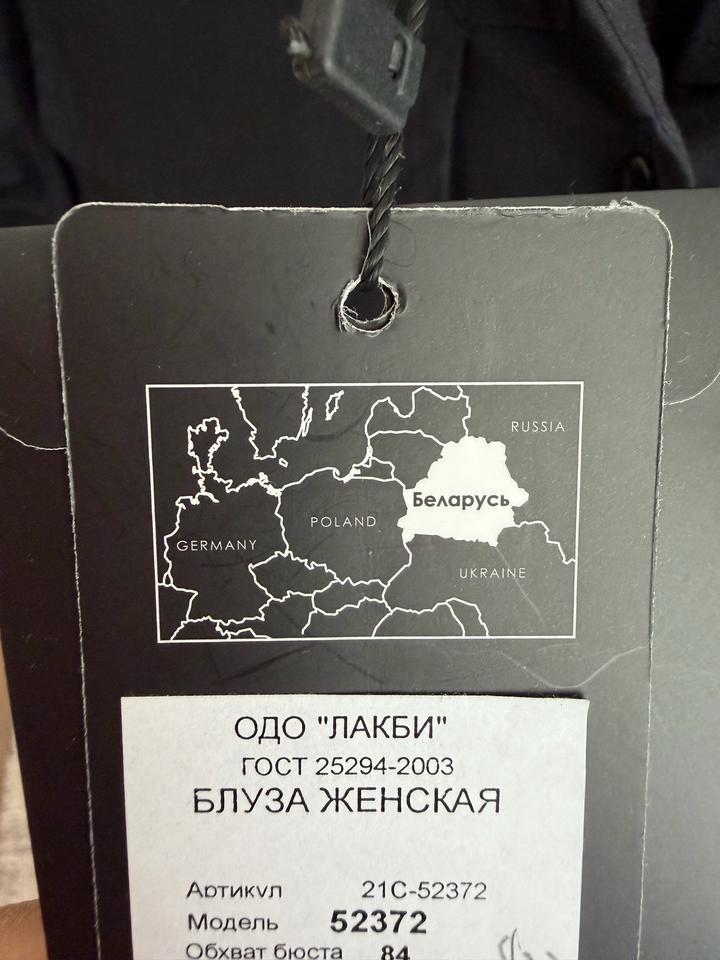 RUSSIA
Беларусь
POLAND
GERMANY
UKRAINE
ОДО "ЛАКБИ"
ГОСТ 25294-2003
БЛУЗА ЖЕНСКАЯ
Артикул 21С-52372
Модель 52372
Обхват бюста 84